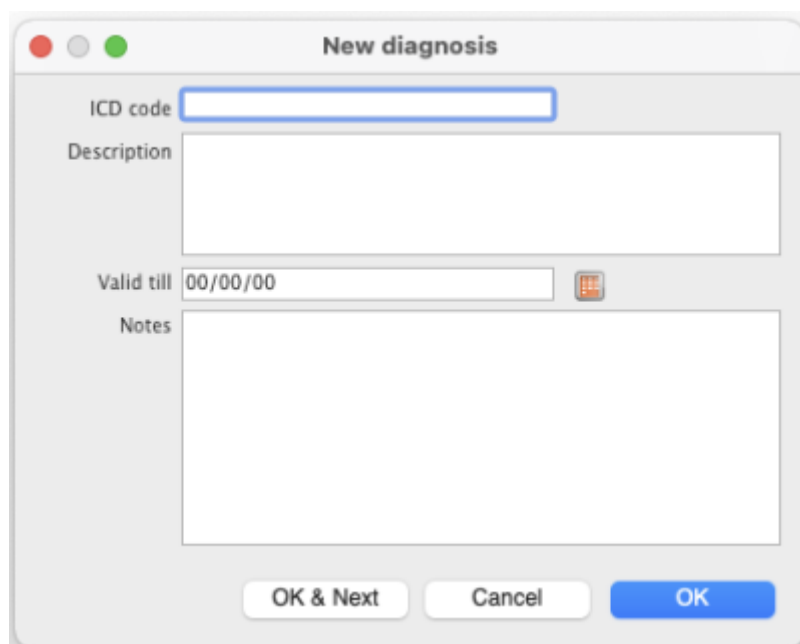 New diagnosis
ICD code
Description
Valid till 00/00/00
Notes
OK & Next Cancel OK